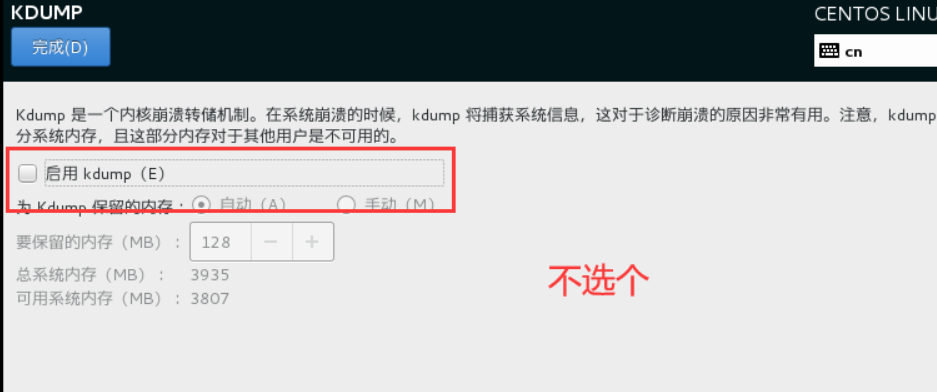 KDUMP
CENTOS LINU
完成(D)
cn
Kdump 是一个内核崩溃转储机制。在系统崩溃的时候，kdump 将捕获系统信息，这对于诊断崩溃的原因非常有用。注意，kdump
分系统内存，且这部分内存对于其他用户是不可用的。
启用 kdump（E）
为 Kdump 保留的内存： 自动（A） 手动（M）
要保留的内存（MB）： 128 − +
总系统内存（MB）： 3935
可用系统内存（MB）： 3807
不选个